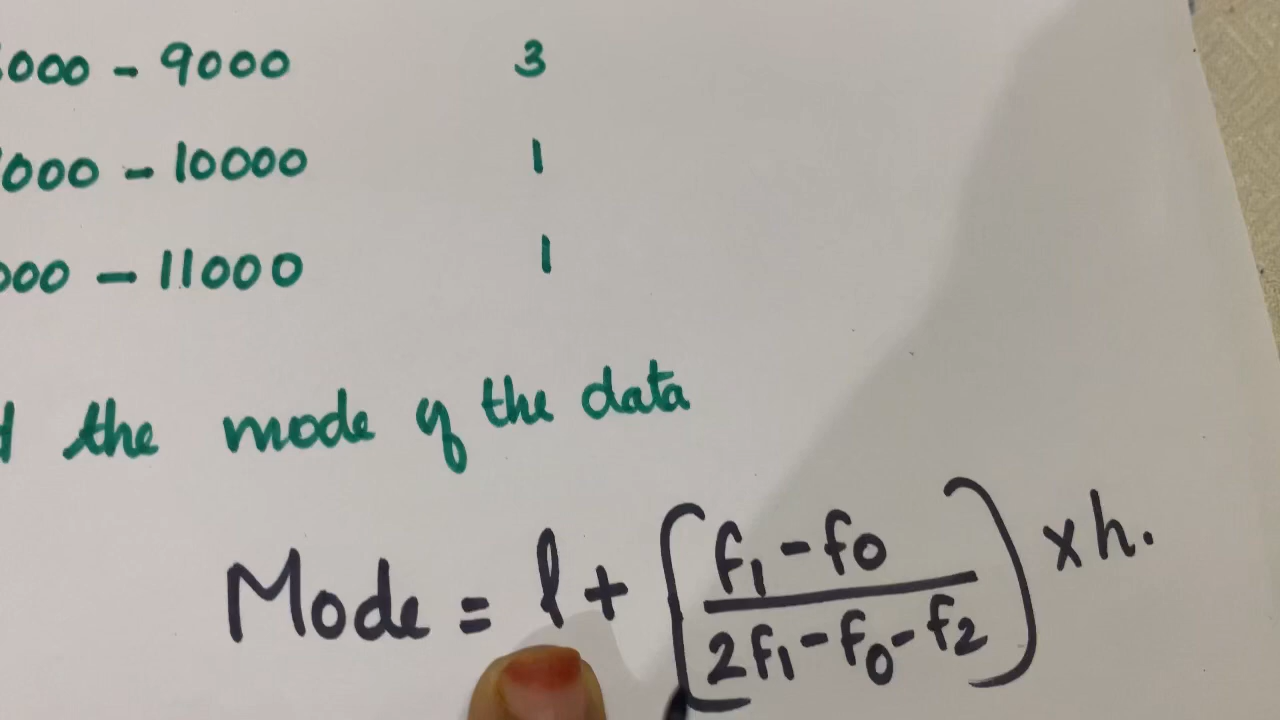 000 - 9000 3
000 - 10000 1
000 - 11000 1
the mode of the data
Mode = l + [f₁ - f0 / 2f₁ - f₀ - f₂) x h.